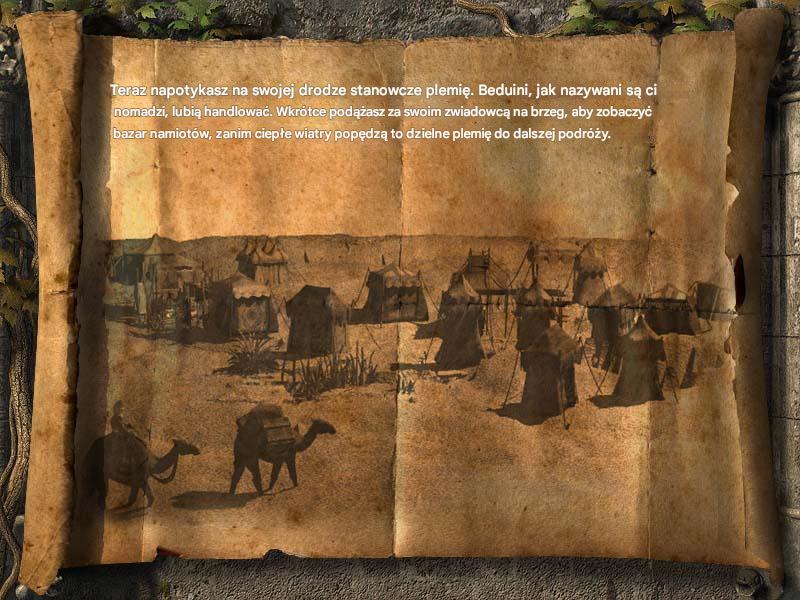 Teraz napotykasz na swojej drodze stanowcze plemię. Beduini, jak nazywani są ci
nomadzi, lubią handlować. Wkrótce podążasz za swoim zwiadowcą na brzeg, aby zobaczyć
bazar namiotów, zanim ciepłe wiatry popędzą to dzielne plemię do dalszej podróży.